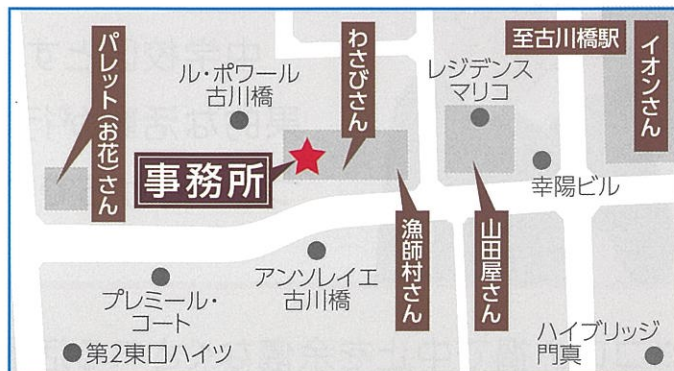 至古川橋駅
イオンさん
わさびさん
パレット(お花)さん
ル・ポワール
古川橋
レジデンス
マリコ
事務所
幸陽ビル
漁師村さん
山田屋さん
アンソレイエ
古川橋
プレミール・
コート
第2東口ハイツ
ハイブリッジ
門真